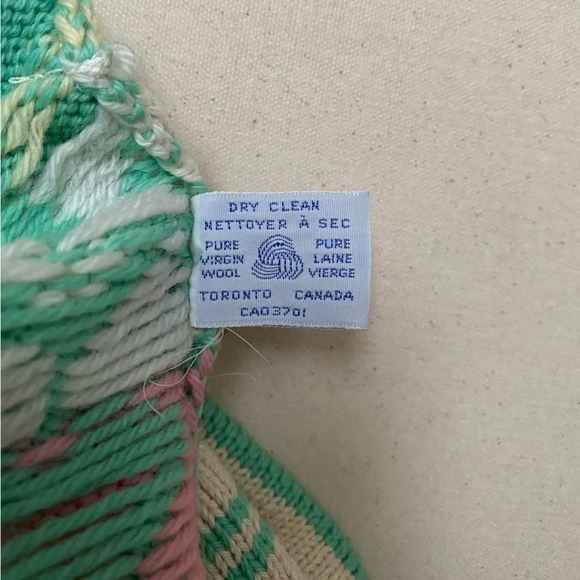 DRY CLEAN
NETTOYER À SEC
PURE PURE
VIRGIN LAINE
WOOL VIERGE
TORONTO CANADA
CA03701